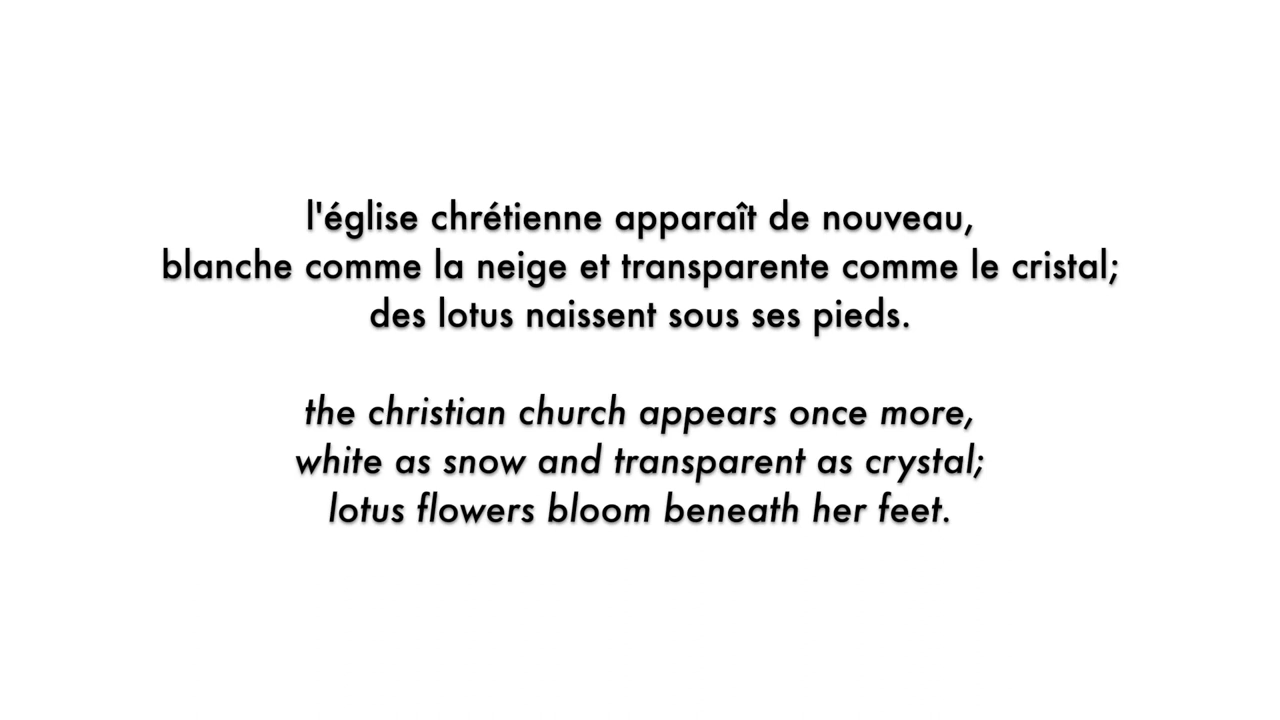 l'église chrétienne apparaît de nouveau,
blanche comme la neige et transparente comme le cristal;
des lotus naissent sous ses pieds.
the christian church appears once more,
white as snow and transparent as crystal;
lotus flowers bloom beneath her feet.